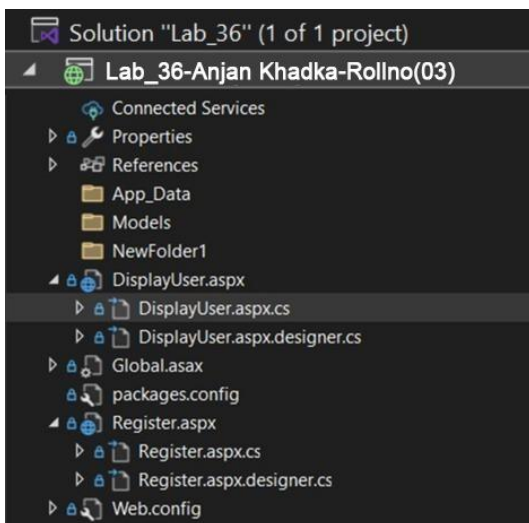 Solution "Lab_36" (1 of 1 project)
Lab_36-Anjan Khadka-Rollno(03)
Connected Services
Properties
References
App_Data
Models
NewFolder1
DisplayUser.aspx
DisplayUser.aspx.cs
DisplayUser.aspx.designer.cs
Global.asax
packages.config
Register.aspx
Register.aspx.cs
Register.aspx.designer.cs
Web.config